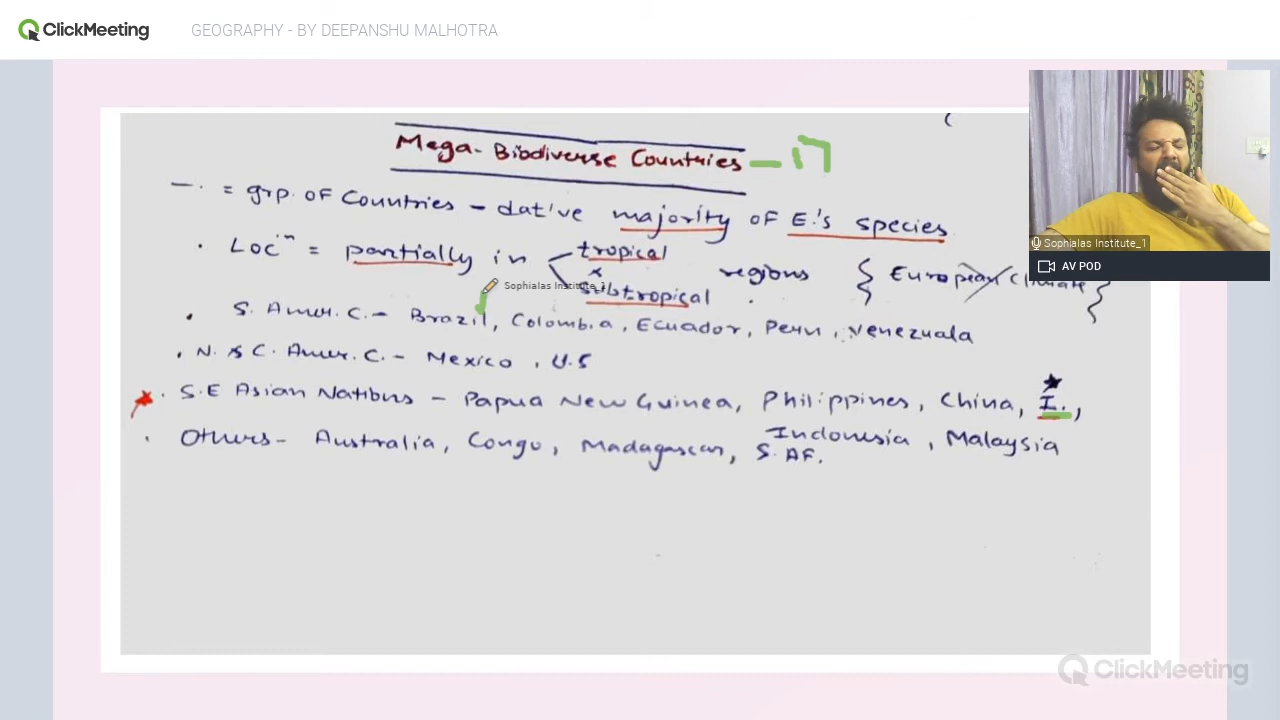 ClickMeeting GEOGRAPHY - BY DEEPANSHU MALHOTRA
Mega-Biodiverse Countries - 17
= grp. of Countries - dat've majority of E.'s species
. Locⁱⁿ = partially in tropical & subtropical regions { European Climate }
Sophialas Institute_1
. S. Amer. C. - Brazil, Colombia, Ecuador, Peru, Venezuala
. N. & C. Amer. C. - Mexico, U.S
. S.E Asian Nations - Papua New Guinea, Philippines, China, I.,
Indonesia, Malaysia
. Others - Australia, Congo, Madagascar, S. AF.
Sophialas Institute_1
AV POD
ClickMeeting